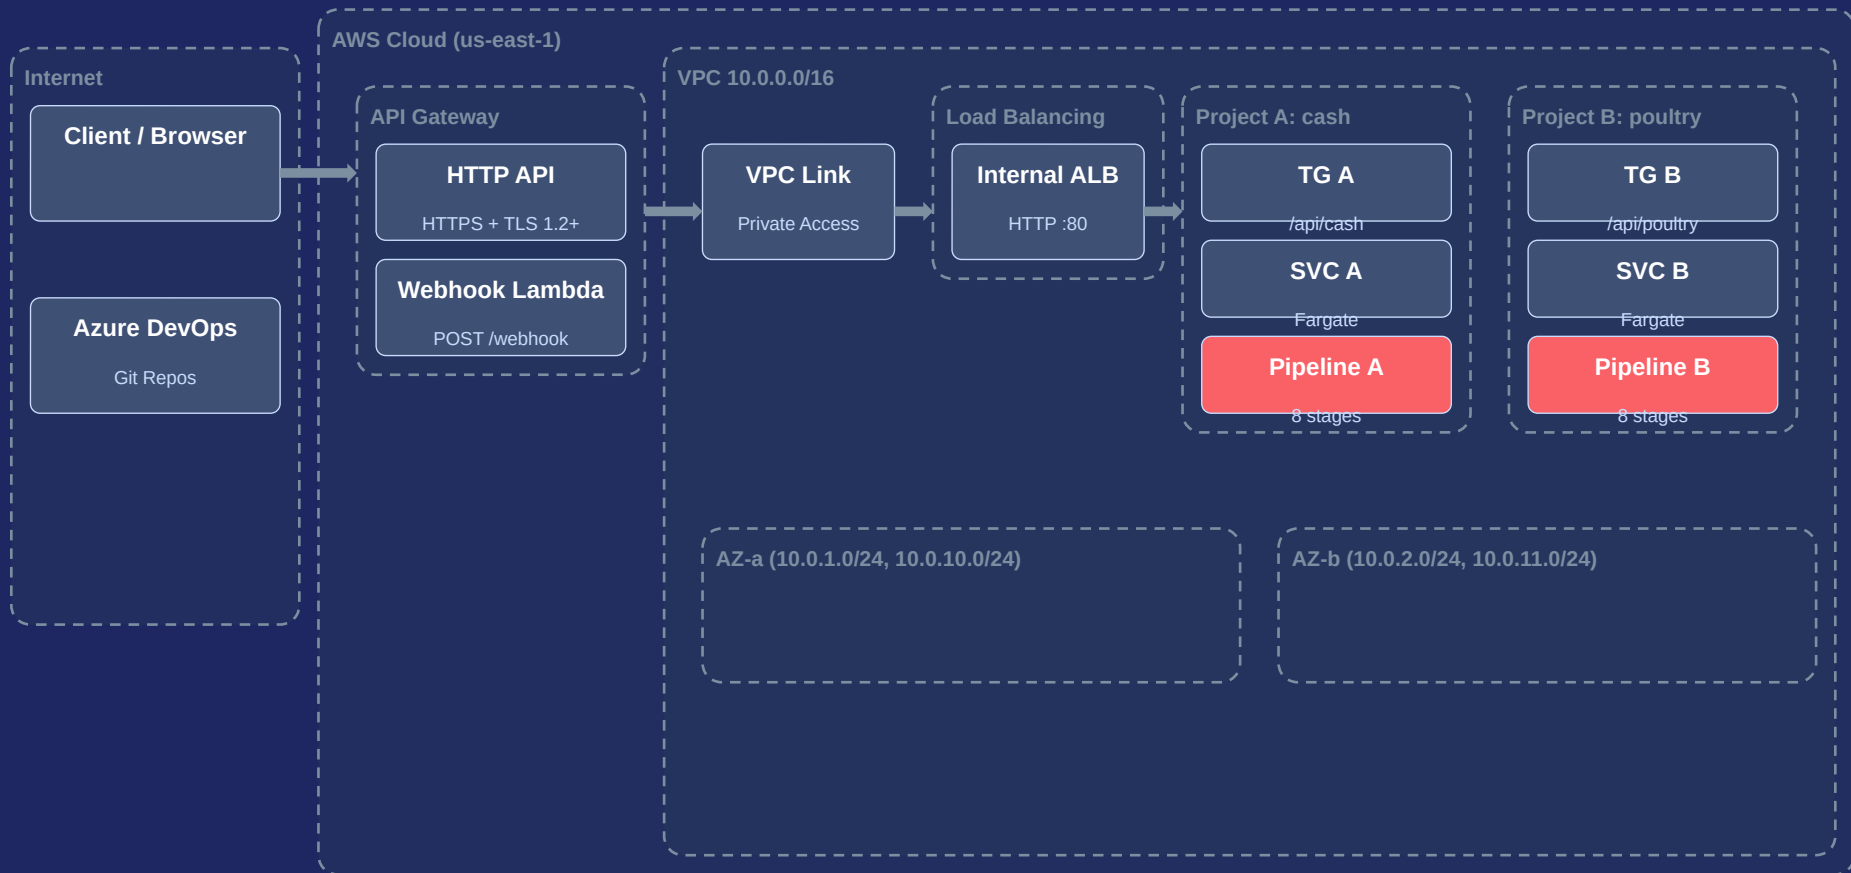 AWS Cloud (us-east-1)
Internet
Client / Browser
Azure DevOps
Git Repos
API Gateway
HTTP API
HTTPS + TLS 1.2+
Webhook Lambda
POST /webhook
VPC 10.0.0.0/16
VPC Link
Private Access
Load Balancing
Internal ALB
HTTP :80
Project A: cash
TG A
/api/cash
SVC A
Fargate
Pipeline A
8 stages
Project B: poultry
TG B
/api/poultry
SVC B
Fargate
Pipeline B
8 stages
AZ-a (10.0.1.0/24, 10.0.10.0/24)
AZ-b (10.0.2.0/24, 10.0.11.0/24)